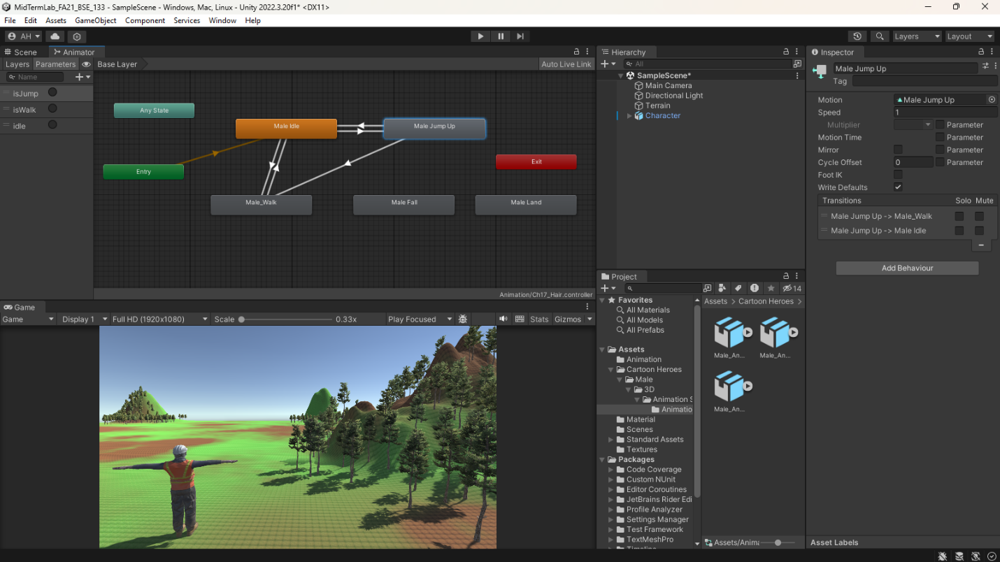 MidTermLab_FA21_BSE_133 - SampleScene - Windows, Mac, Linux - Unity 2022.3.20f1* <DX11>
File Edit Assets GameObject Component Services Window Help
AH
Layers Layout
Scene Animator
Layers Parameters Base Layer Auto Live Link
Name
isJump
isWalk
idle
Any State
Male Idle
Male Jump Up
Entry
Exit
Male_Walk
Male Fall
Male Land
Animation/Ch17_Hair.controller
Hierarchy
All
SampleScene*
Main Camera
Directional Light
Terrain
Character
Inspector
Male Jump Up
Tag
Motion Male Jump Up
Speed 1
Multiplier Parameter
Motion Time Parameter
Mirror Parameter
Cycle Offset 0 Parameter
Foot IK
Write Defaults
Transitions Solo Mute
Male Jump Up -> Male_Walk
Male Jump Up -> Male Idle
Add Behaviour
Game
Game Display 1 Full HD (1920x1080) Scale 0.33x Play Focused Stats Gizmos
Project
14
Favorites
All Materials
All Models
All Prefabs
Assets
Animation
Cartoon Heroes
Male
3D
Animation S
Animatio
Material
Scenes
Standard Assets
Textures
Packages
Code Coverage
Custom NUnit
Editor Coroutines
JetBrains Rider Edi
Profile Analyzer
Settings Manager
Test Framework
TextMeshPro
Assets > Cartoon Heroes >
Male_An... Male_An...
Male_An...
Assets/Anima
Asset Labels